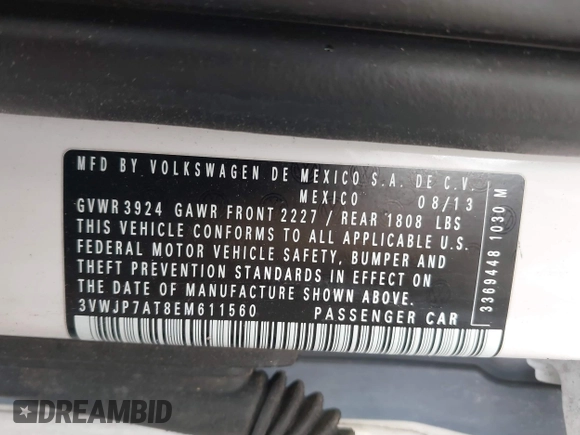 MFD BY VOLKSWAGEN DE MEXICO S.A. DE C.V.
MEXICO 08/13
GVWR 3924 GAWR FRONT 2227 / REAR 1808 LBS
THIS VEHICLE CONFORMS TO ALL APPLICABLE U.S.
FEDERAL MOTOR VEHICLE SAFETY, BUMPER AND
THEFT PREVENTION STANDARDS IN EFFECT ON
THE DATE OF MANUFACTURE SHOWN ABOVE.
3VWJP7AT8EM611560 PASSENGER CAR
3369448 1030 M
DREAMBID